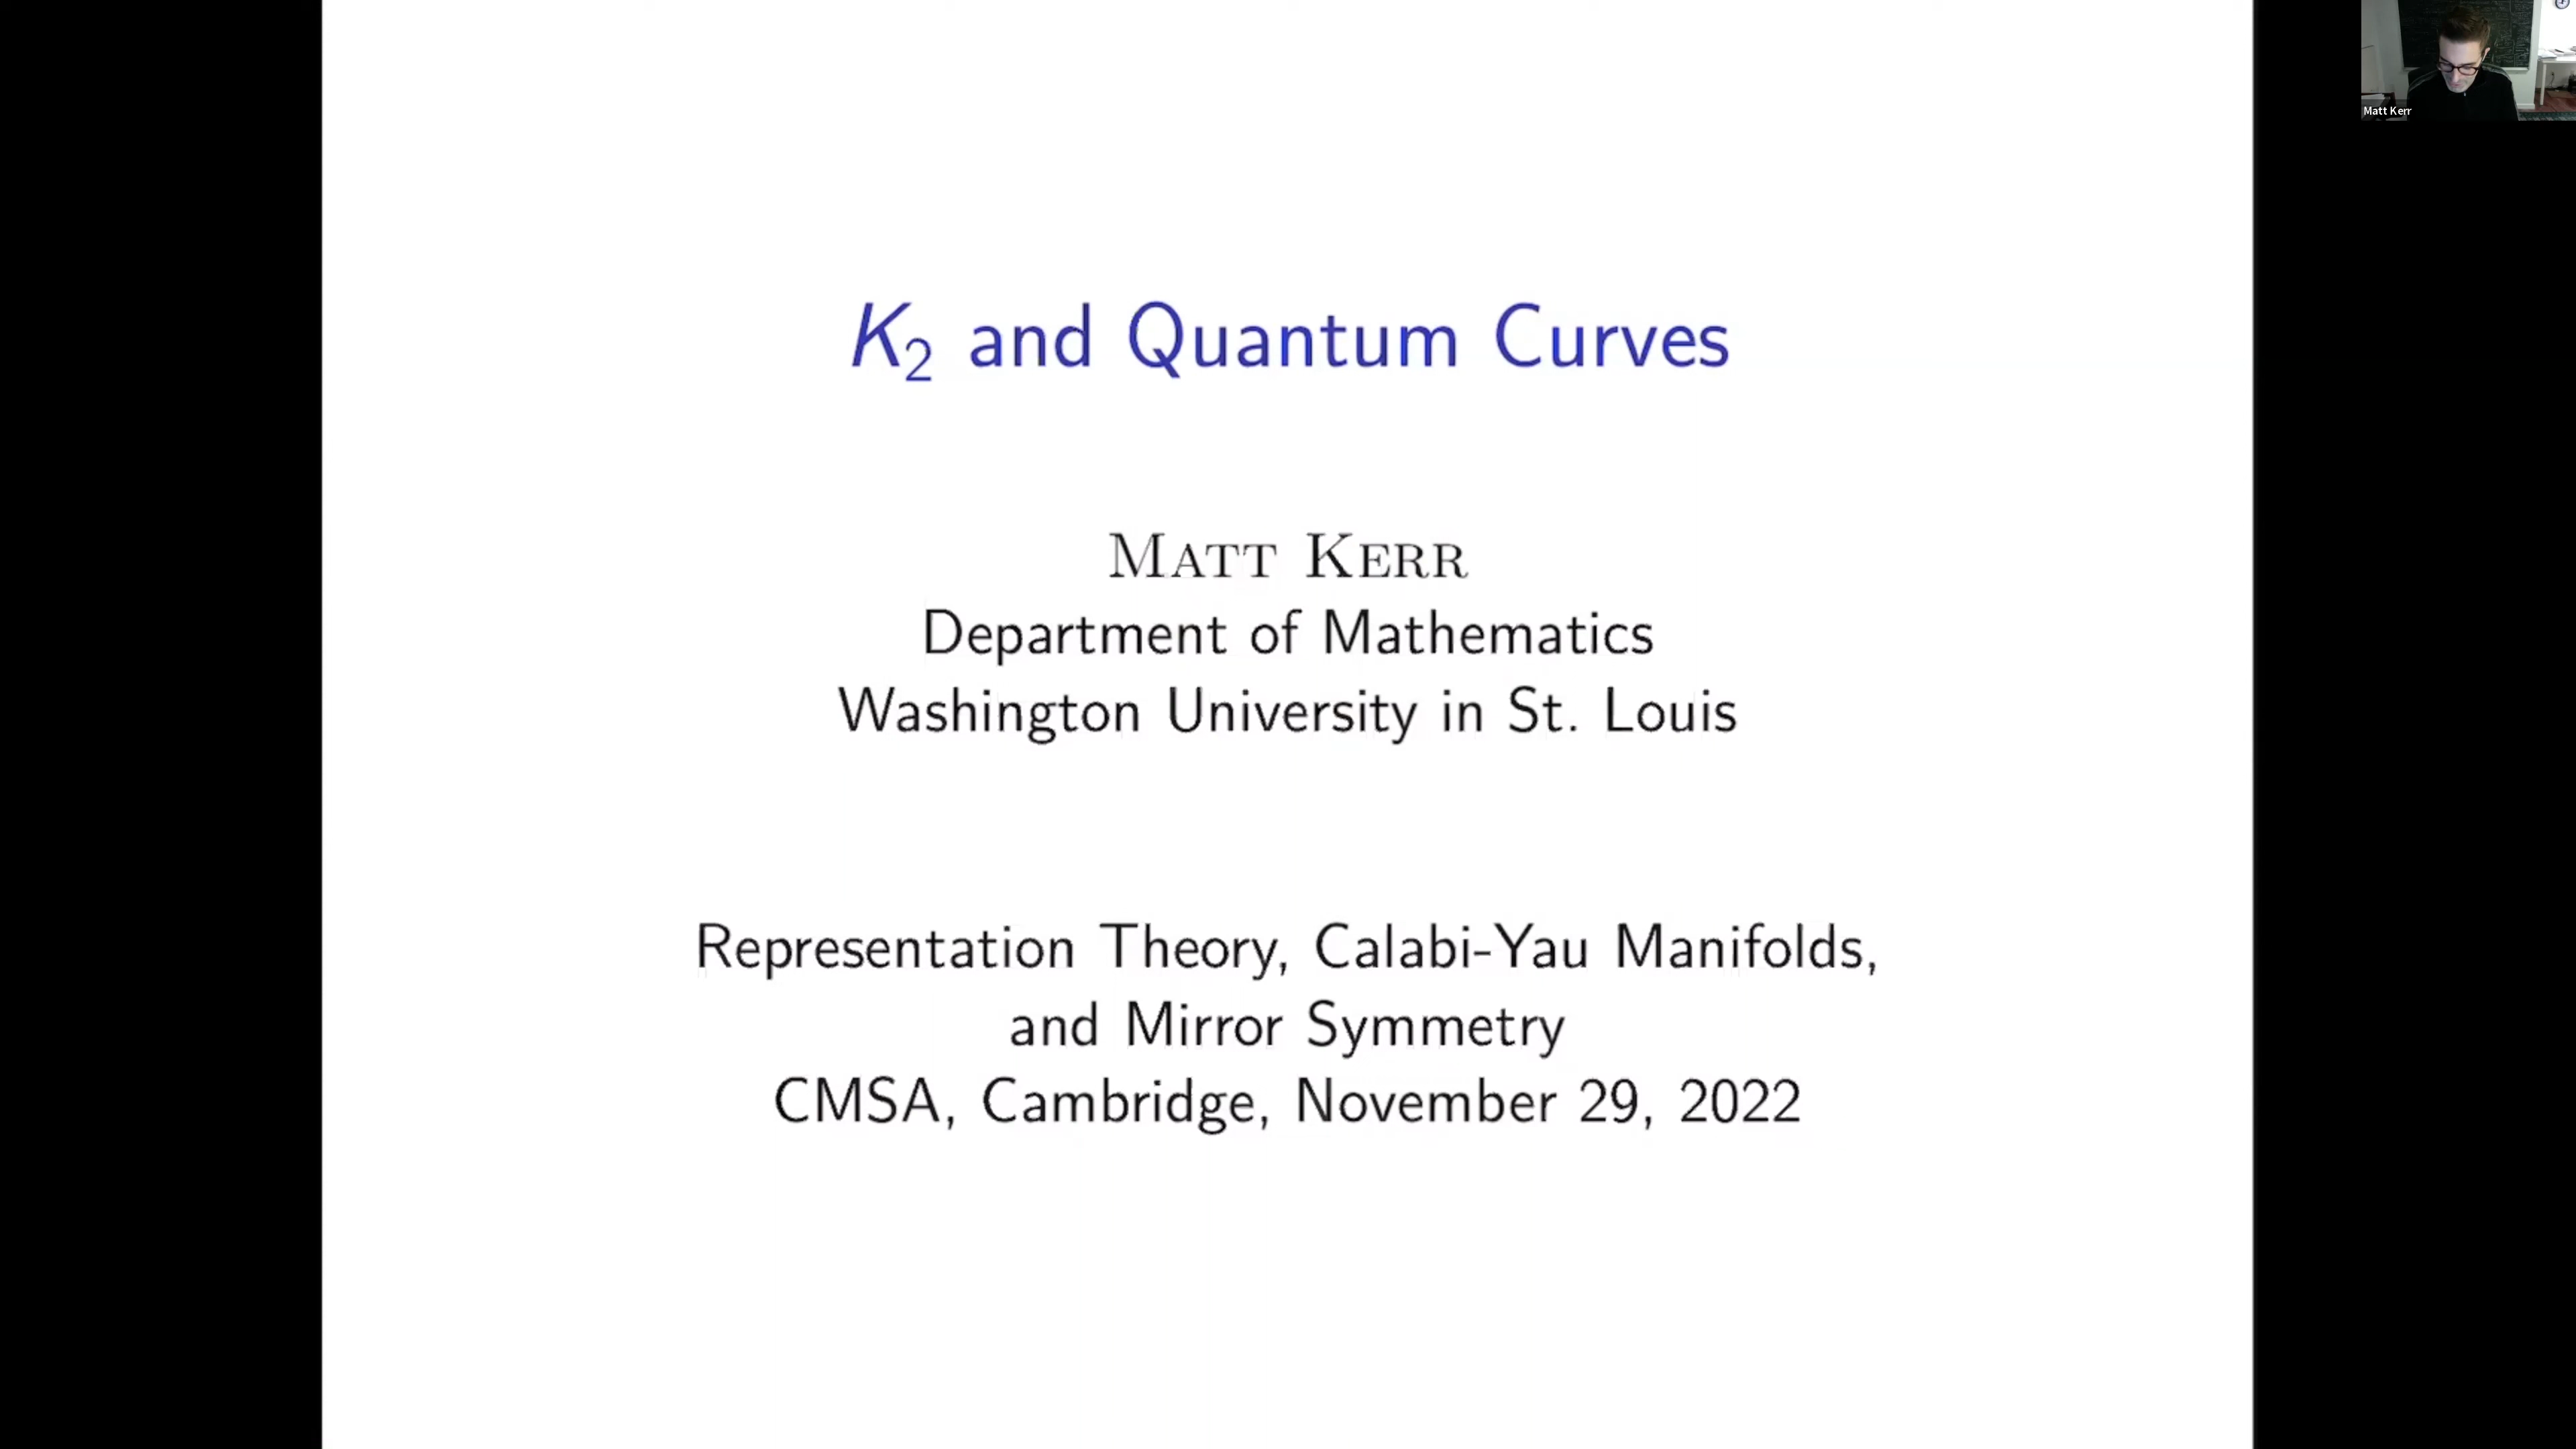 K₂ and Quantum Curves
MATT KERR
Department of Mathematics
Washington University in St. Louis
Representation Theory, Calabi-Yau Manifolds,
and Mirror Symmetry
CMSA, Cambridge, November 29, 2022
Matt Kerr